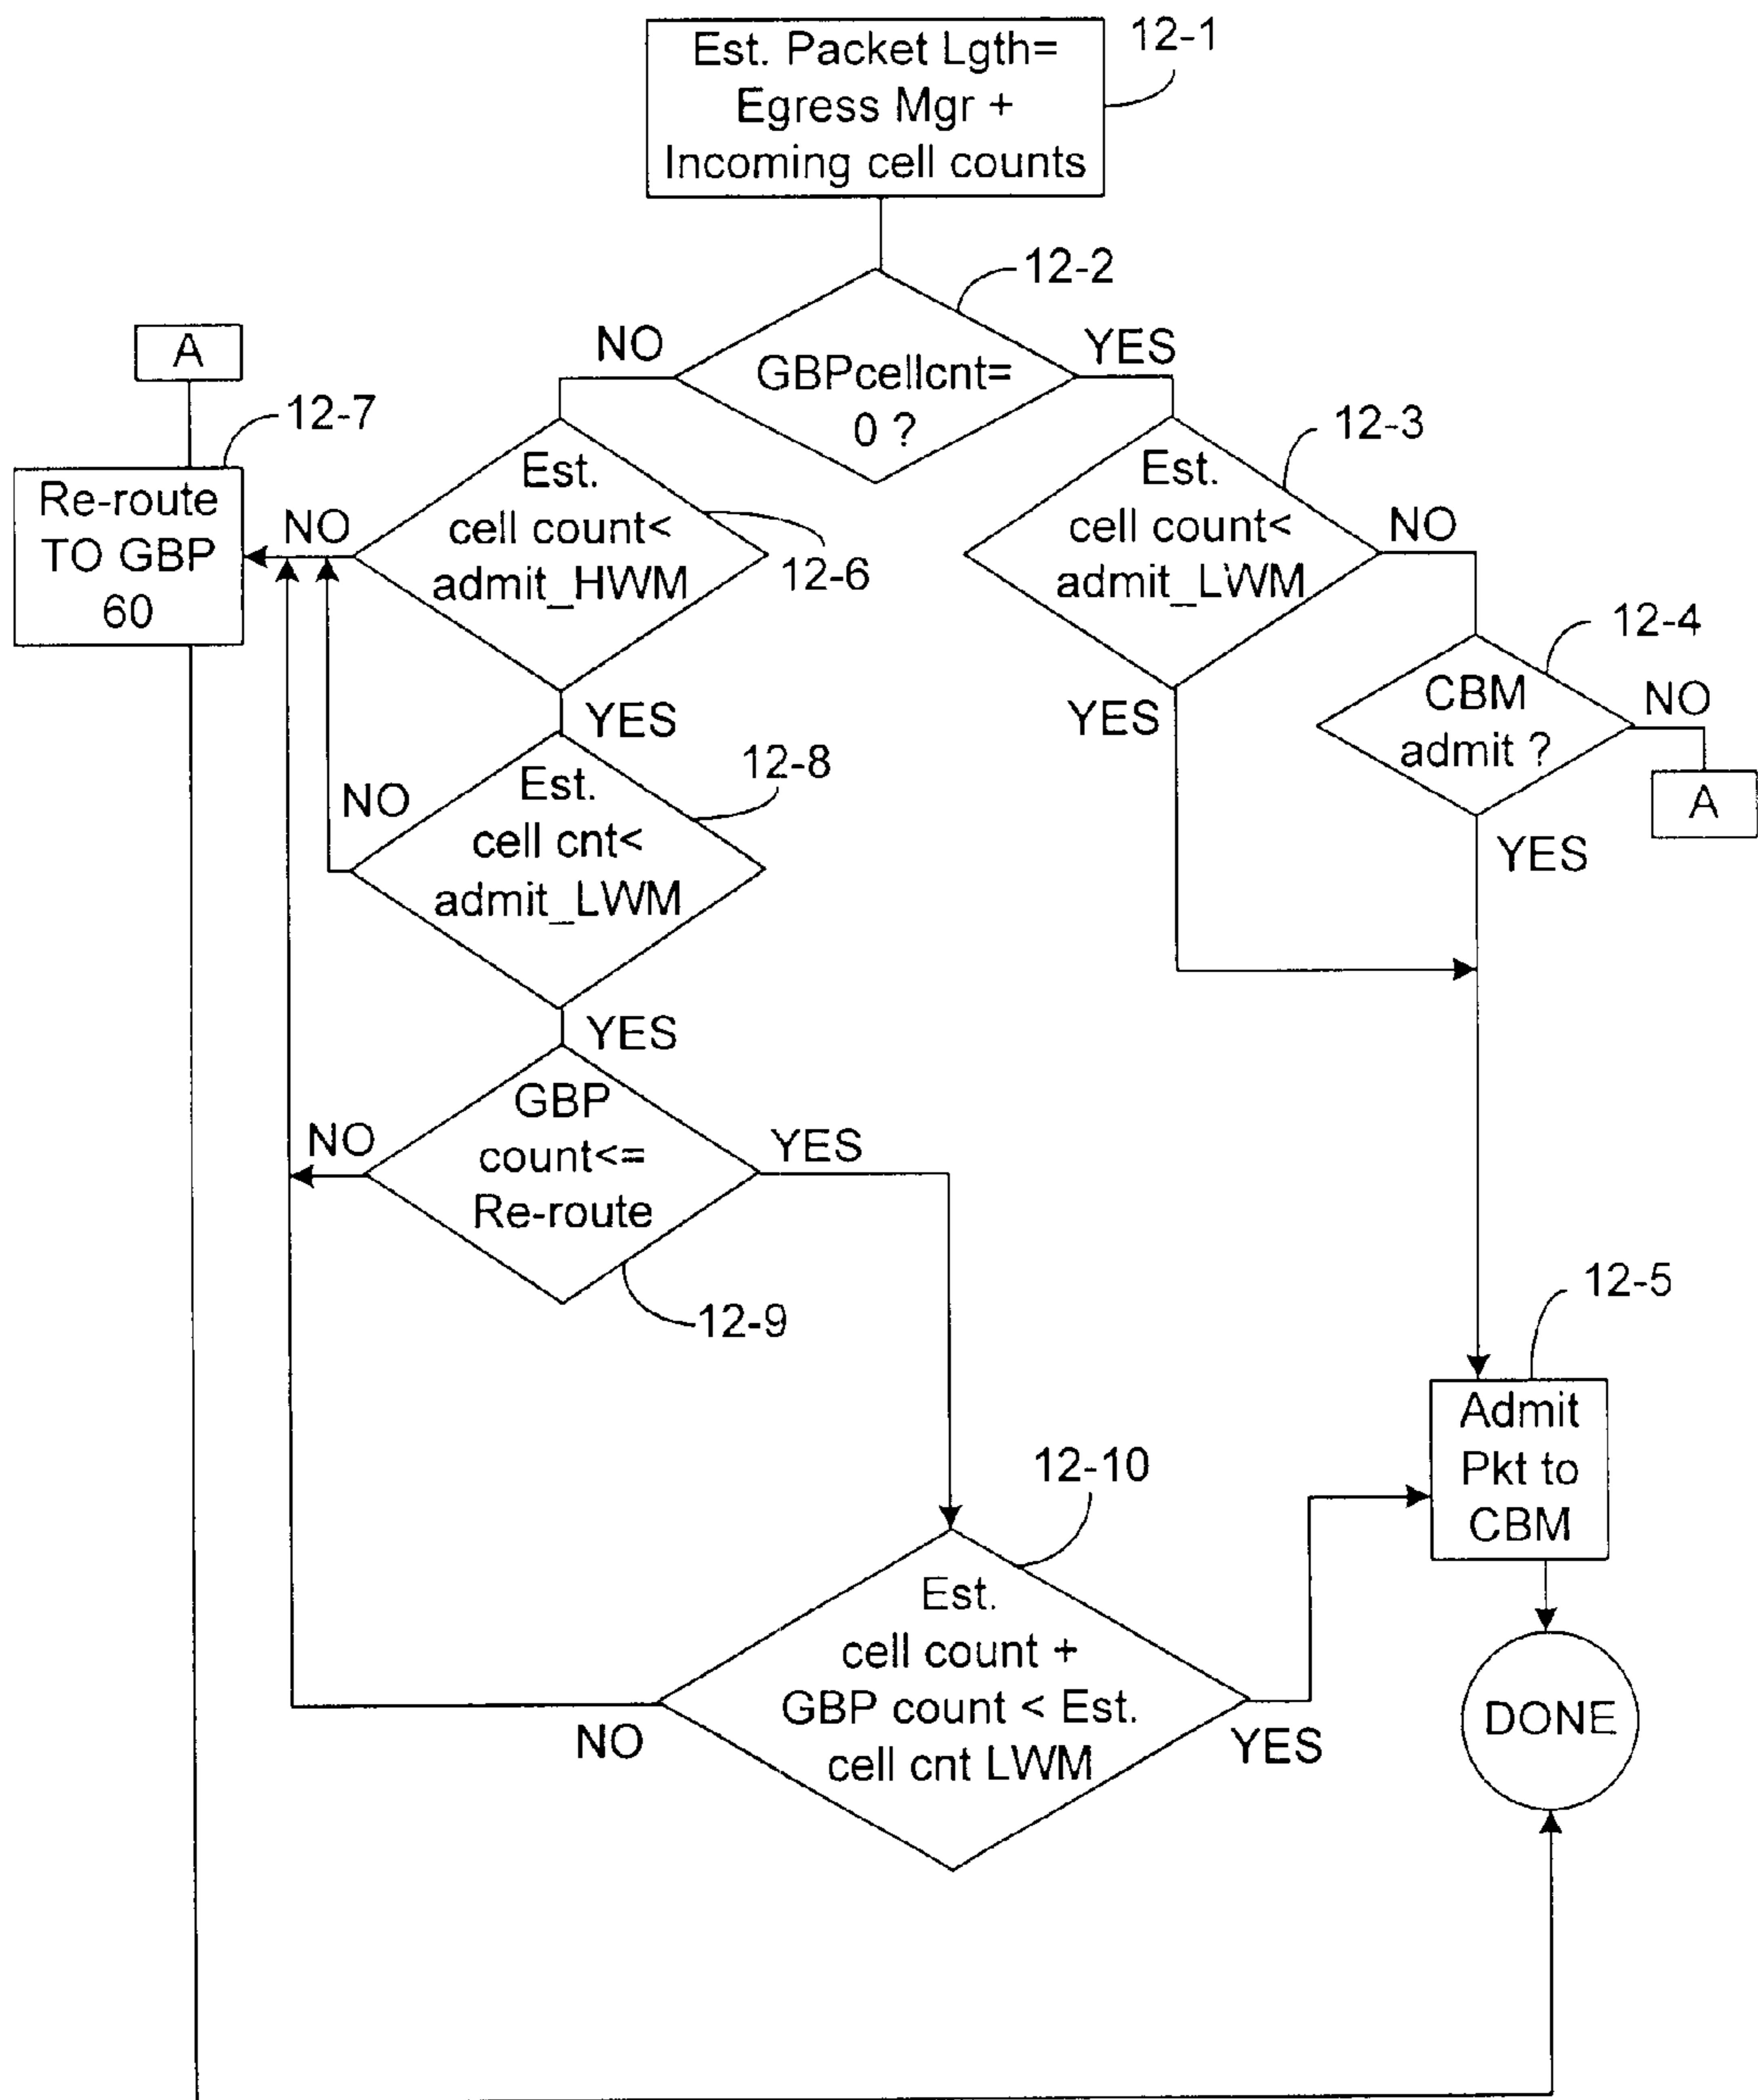 Est. Packet Lgth=
Egress Mgr +
Incoming cell counts
12-1
12-2
NO
GBPcellcnt=
0 ?
YES
A
12-7
Re-route
TO GBP
60
NO
Est.
cell count<
admit_HWM
12-6
YES
12-3
Est.
cell count<
admit_LWM
NO
YES
12-4
CBM
admit ?
NO
A
YES
12-8
Est.
cell cnt<
admit_LWM
NO
YES
GBP
count<=
Re-route
NO
YES
12-9
12-5
Admit
Pkt to
CBM
12-10
Est.
cell count +
GBP count < Est.
cell cnt LWM
NO
YES
DONE